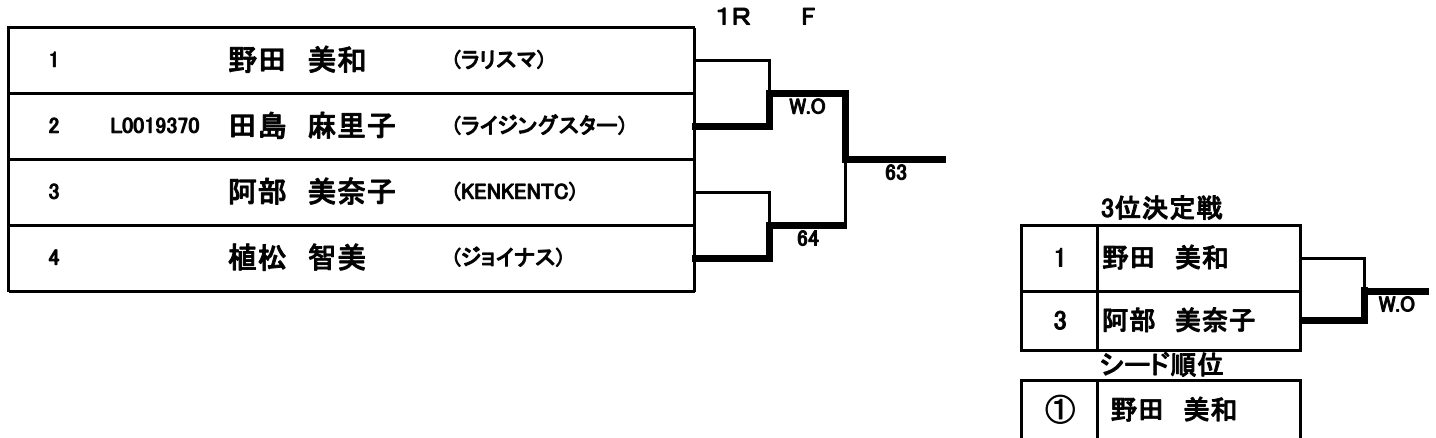 1R F
1 野田 美和 (ラリスマ)
2 L0019370 田島 麻里子 (ライジングスター)
W.O
63
3 阿部 美奈子 (KENKENTC)
64
4 植松 智美 (ジョイナス)
3位決定戦
1 野田 美和
3 阿部 美奈子
W.O
シード順位
① 野田 美和